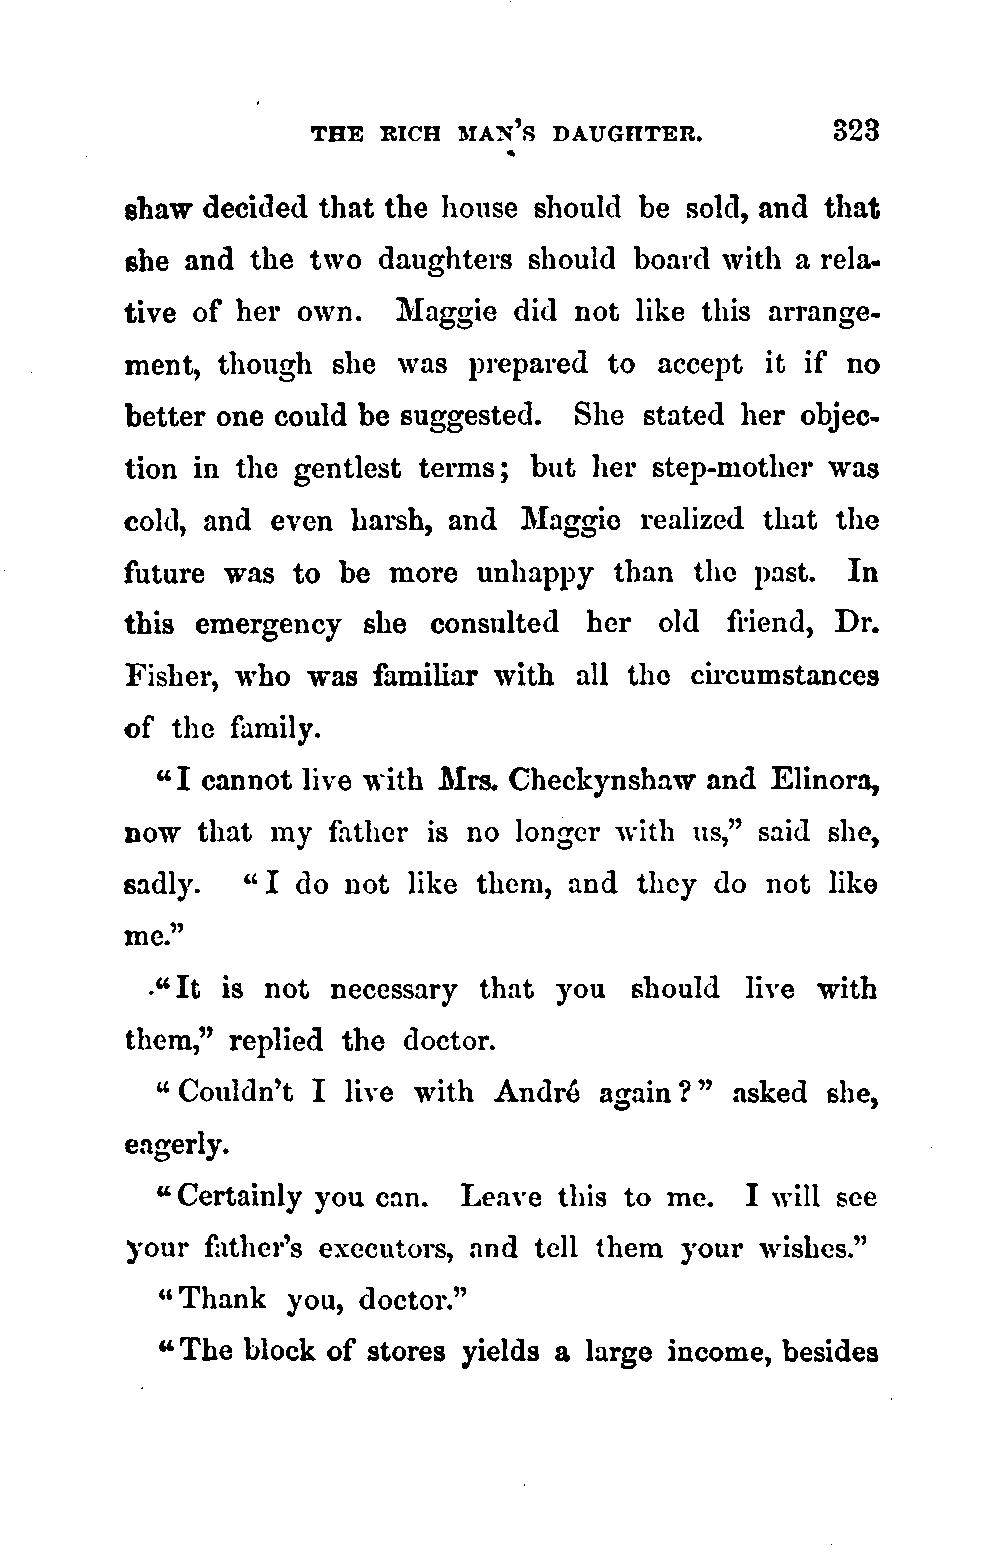 THE RICH MAN'S DAUGHTER. 323
shaw decided that the house should be sold, and that
she and the two daughters should board with a rela-
tive of her own. Maggie did not like this arrange-
ment, though she was prepared to accept it if no
better one could be suggested. She stated her objec-
tion in the gentlest terms; but her step-mother was
cold, and even harsh, and Maggie realized that the
future was to be more unhappy than the past. In
this emergency she consulted her old friend, Dr.
Fisher, who was familiar with all the circumstances
of the family.
“I cannot live with Mrs. Checkynshaw and Elinora,
now that my father is no longer with us,” said she,
sadly. “I do not like them, and they do not like
me.”
“It is not necessary that you should live with
them,” replied the doctor.
“Couldn't I live with André again?” asked she,
eagerly.
“Certainly you can. Leave this to me. I will see
your father's executors, and tell them your wishes.”
“Thank you, doctor.”
“The block of stores yields a large income, besides